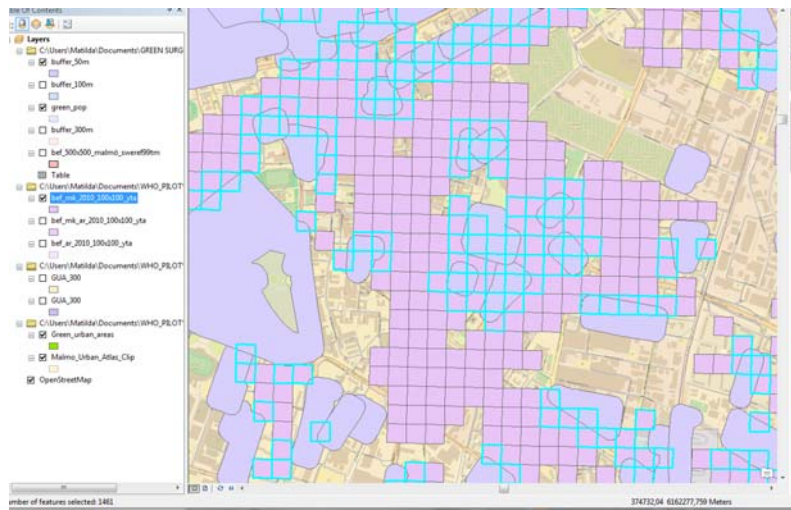 ble Of Contents
Layers
C:\Users\Matilda\Documents\GREEN SURG
buffer_50m
buffer_100m
green_pop
buffer_300m
bef_500x500_malmö_sweref99tm
Table
C:\Users\Matilda\Documents\WHO_PILOT
bef_mk_2010_100x100_yta
bef_mk_ar_2010_100x100_yta
bef_ar_2010_100x100_yta
C:\Users\Matilda\Documents\WHO_PILOT
GUA_300
GUA_300
C:\Users\Matilda\Documents\WHO_PILOT
Green_urban_areas
Malmo_Urban_Atlas_Clip
OpenStreetMap
umber of features selected: 1461
374732,04 6162277,759 Meters